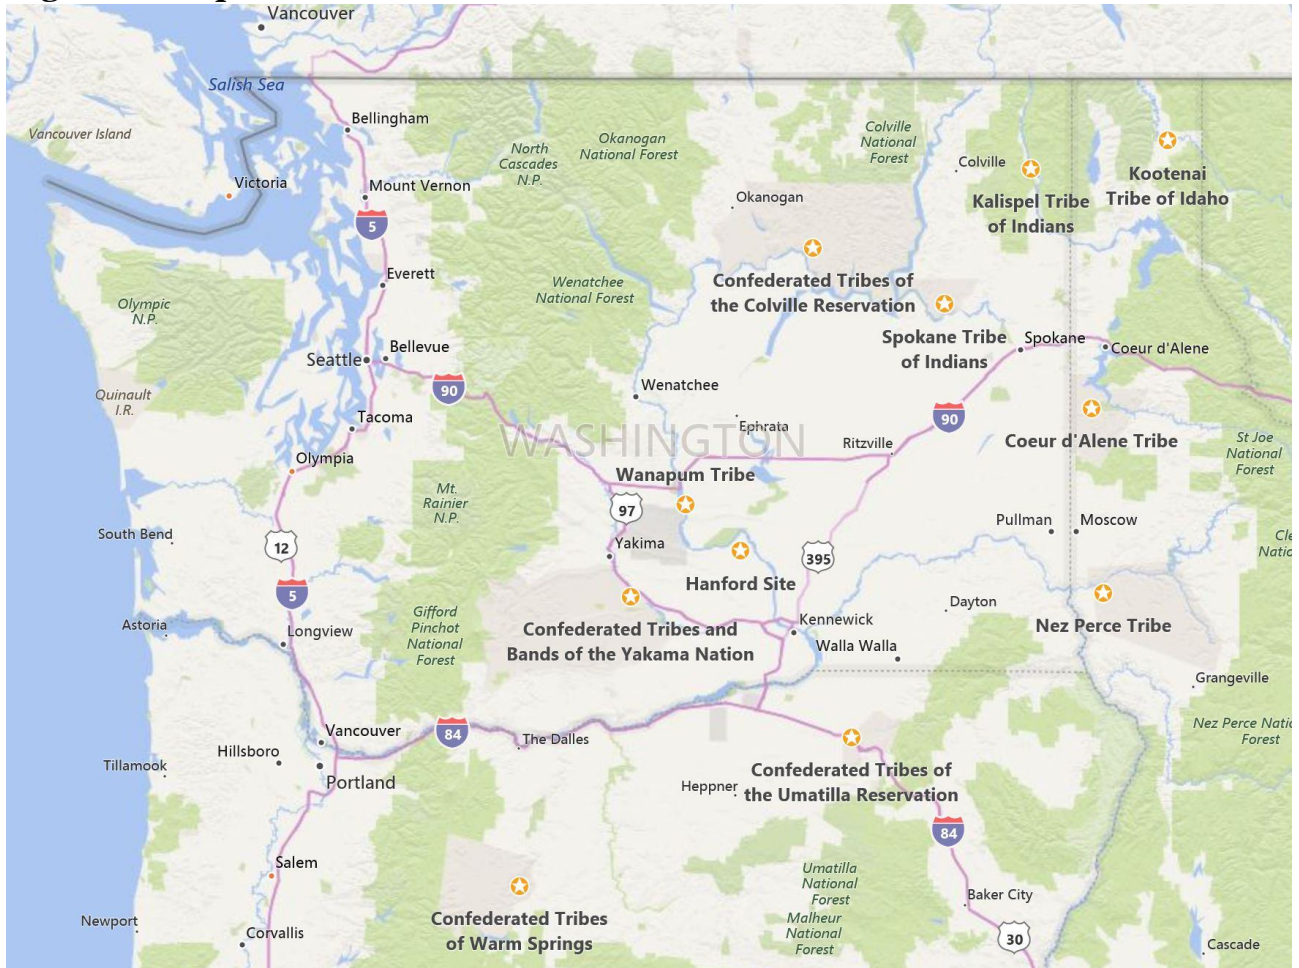 Vancouver
Salish Sea
Vancouver Island
Bellingham
Victoria
Mount Vernon
North
Cascades
N.P.
Okanogan
National Forest
Colville
National
Forest
Colville
Kalispel Tribe
of Indians
Kootenai
Tribe of Idaho
Okanogan
5
Everett
Olympic
N.P.
Wenatchee
National Forest
Confederated Tribes of
the Colville Reservation
Spokane Tribe
of Indians
Spokane
Coeur d'Alene
Seattle
Bellevue
90
Quinault
I.R.
Wenatchee
Tacoma
Ephrata
WASHINGTON
Ritzville
90
Coeur d'Alene Tribe
St Joe
National
Forest
Olympia
Wanapum Tribe
Mt.
Rainier
N.P.
97
Pullman
Moscow
South Bend
12
Yakima
Hanford Site
395
5
Astoria
Longview
Gifford
Pinchot
National
Forest
Confederated Tribes and
Bands of the Yakama Nation
Kennewick
Dayton
Walla Walla
Nez Perce Tribe
Grangeville
Vancouver
84
The Dalles
Hillsboro
Tillamook
Portland
Heppner
Confederated Tribes of
the Umatilla Reservation
84
Nez Perce
Forest
Salem
Umatilla
National
Forest
Malheur
National
Forest
Baker City
30
Confederated Tribes
of Warm Springs
Newport
Corvallis
Cascade